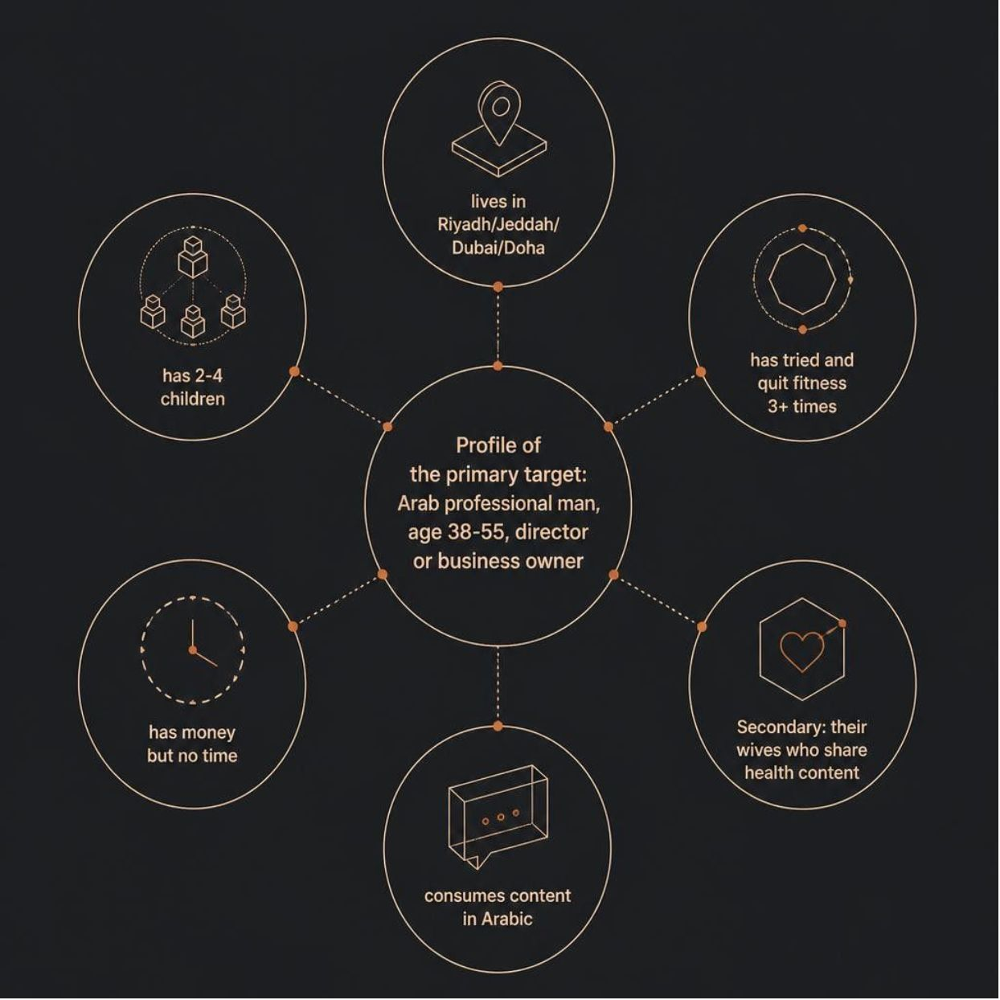 lives in
Riyadh/Jeddah/
Dubai/Doha
has 2-4
children
has tried and
quit fitness
3+ times
Profile of
the primary target:
Arab professional man,
age 38-55, director
or business owner
has money
but no time
Secondary: their
wives who share
health content
consumes content
in Arabic